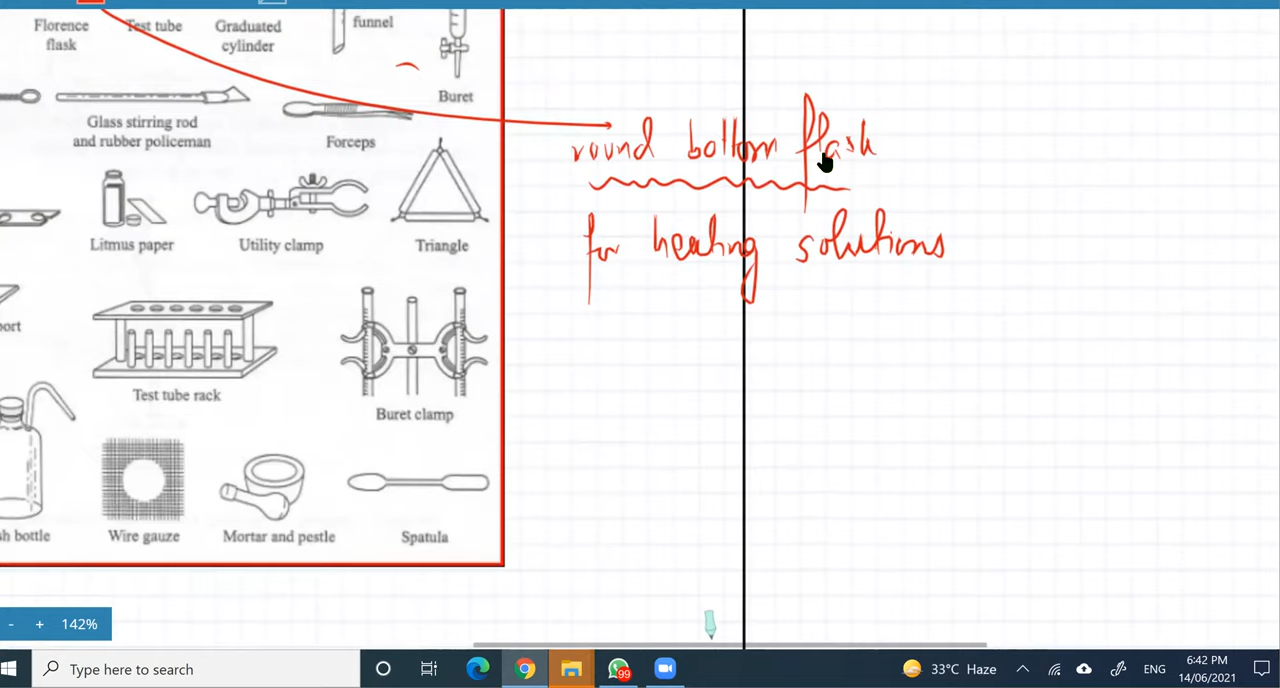 Florence flask
Test tube
Graduated cylinder
funnel
Buret
Glass stirring rod
and rubber policeman
Forceps
round bottom flask
for heating solutions
Litmus paper
Utility clamp
Triangle
port
Test tube rack
Buret clamp
sh bottle
Wire gauze
Mortar and pestle
Spatula
- + 142%
Type here to search
99
33°C Haze
ENG
6:42 PM
14/06/2021